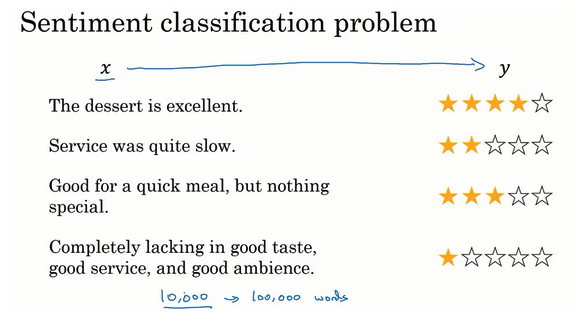 Sentiment classification problem
x → y
The dessert is excellent. ★★★★☆
Service was quite slow. ★★☆☆☆
Good for a quick meal, but nothing
special. ★★★☆☆
Completely lacking in good taste,
good service, and good ambience. ★☆☆☆☆
10,000 → 100,000 words